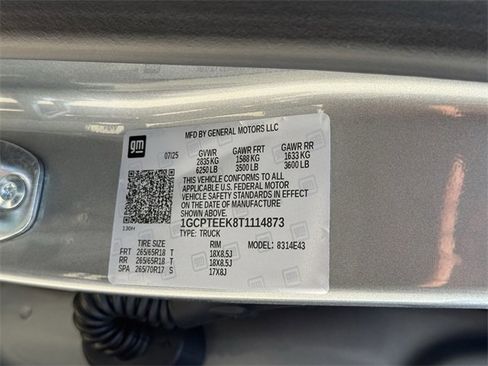 gm
MFD BY GENERAL MOTORS LLC
07/25 GVWR GAWR FRT GAWR RR
2835 KG 1588 KG 1633 KG
6250 LB 3500 LB 3600 LB
THIS VEHICLE CONFORMS TO ALL
APPLICABLE U.S. FEDERAL MOTOR
VEHICLE SAFETY STANDARDS IN EFFECT
ON THE DATE OF MANUFACTURE
SHOWN ABOVE.
1GCPTEEK8T1114873
130H TYPE: TRUCK
TIRE SIZE RIM MODEL: 8314E43
FRT 265/65R18 T 18X8.5J
RR 265/65R18 T 18X8.5J
SPA 265/70R17 S 17X8J